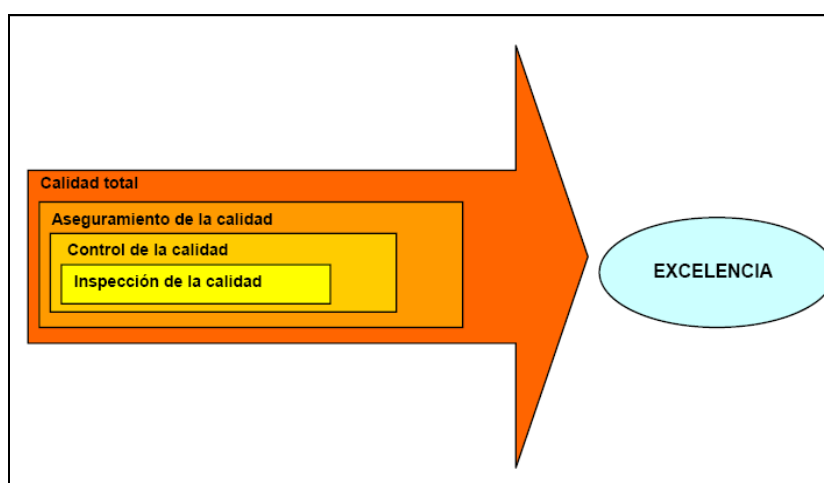 Calidad total
Aseguramiento de la calidad
Control de la calidad
Inspección de la calidad
EXCELENCIA